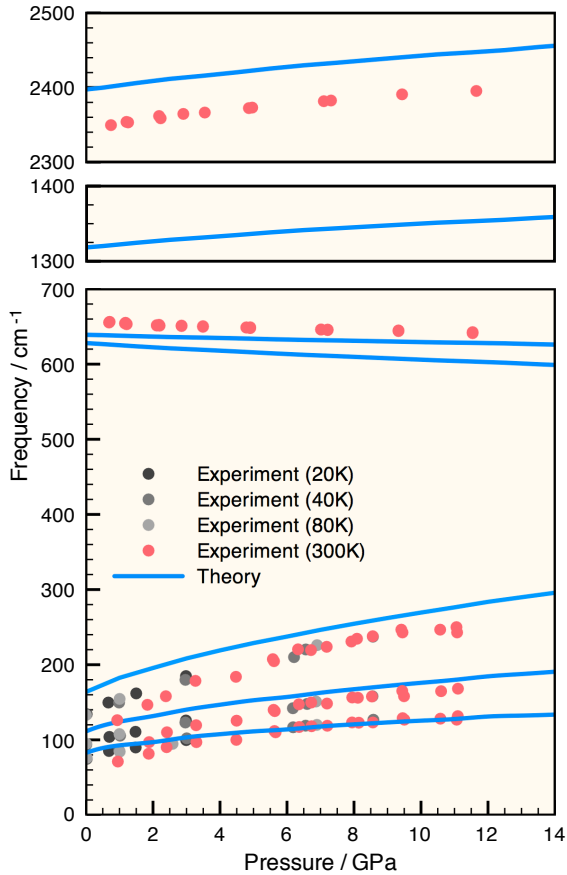 2500
2400
2300
1400
1300
700
600
500
400
300
200
100
0
Frequency / cm⁻¹
Experiment (20K)
Experiment (40K)
Experiment (80K)
Experiment (300K)
Theory
0 2 4 6 8 10 12 14
Pressure / GPa